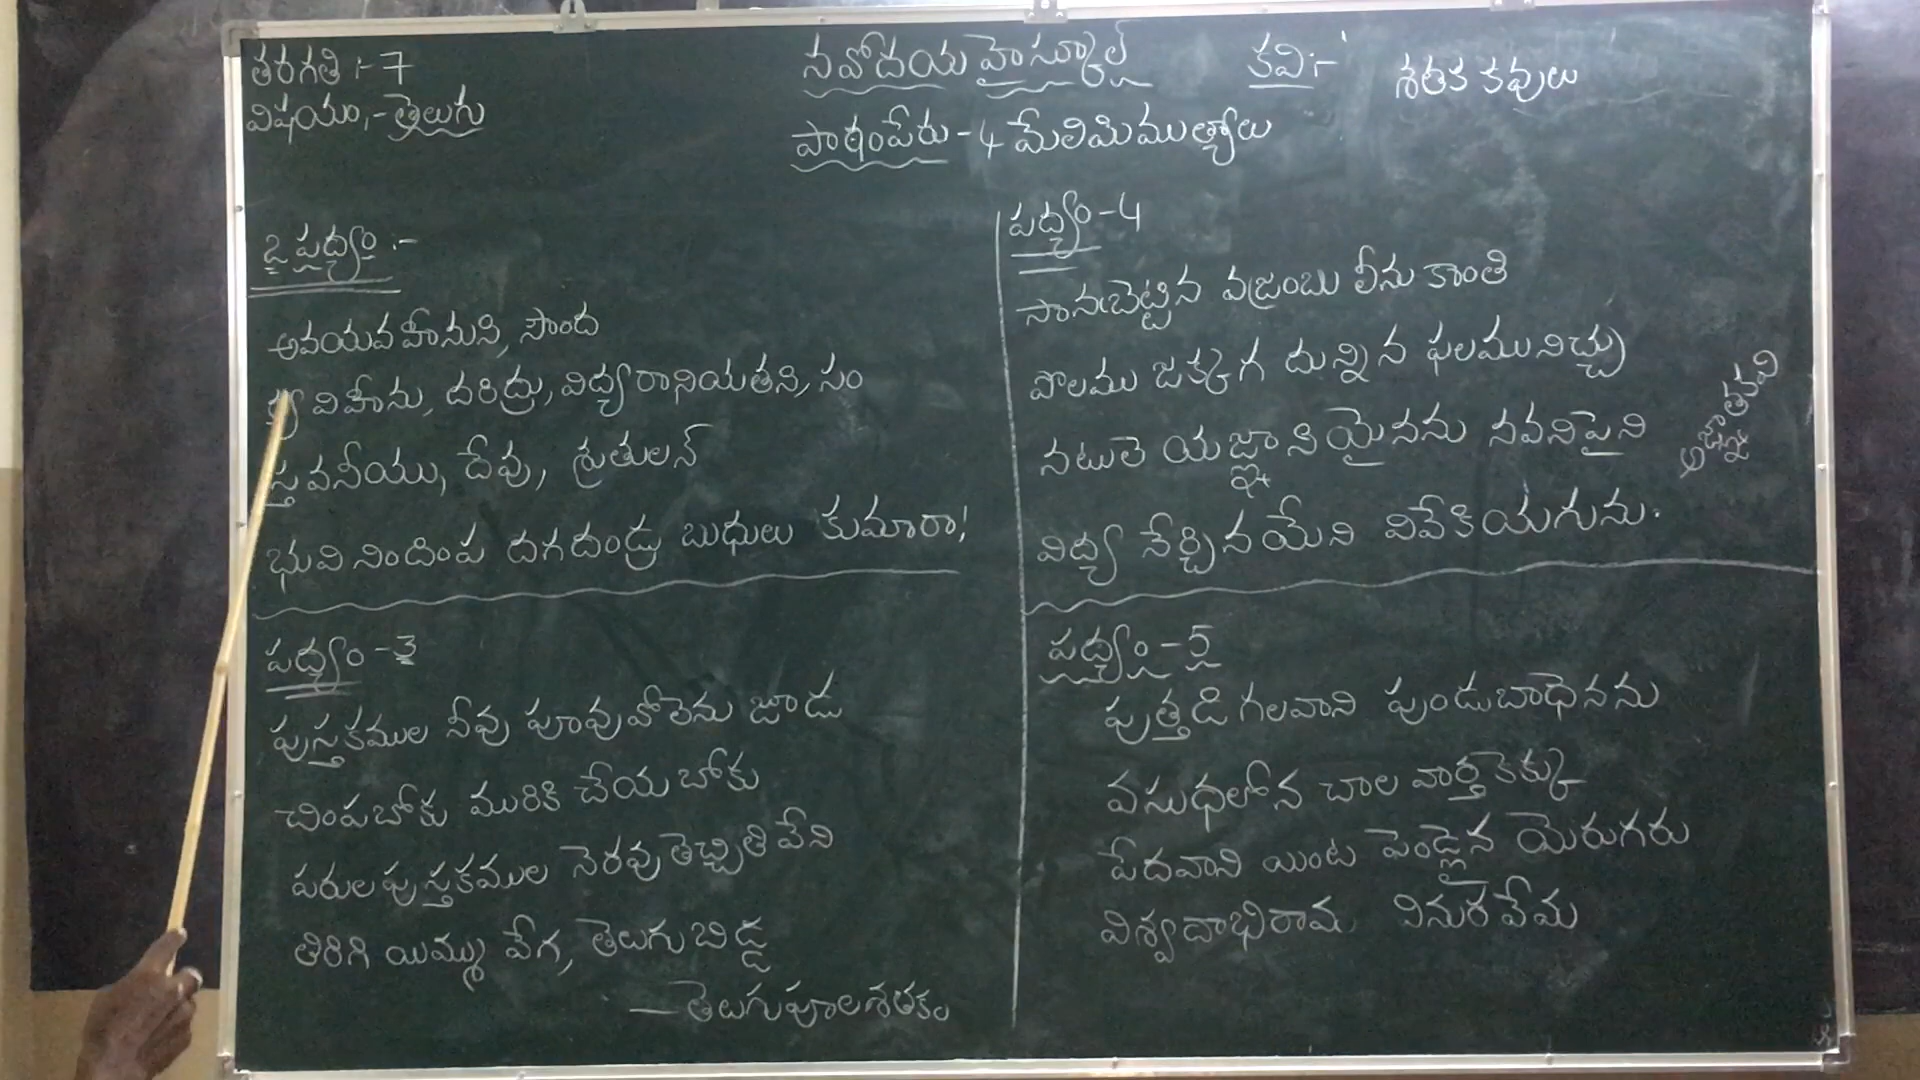 తరగతి :- 7
విషయం,- తెలుగు
నవోదయ హైస్కూల్
కవి:- శతక కవులు
పాఠంపేరు - 4 మేలిమిముత్యాలు
2 పద్యం :-
అవయవ హీనుని, సౌంద
ర్య విహీను, దరిద్రు, విద్యరానియతని, సం
స్తవనీయు, దేవు, శ్రుతులన్
భువి నిందింప దగదండ్రు బుధులు కుమారా!
పద్యం - 3
పుస్తకముల నీవు పూవువోలెను జూడ
చింపబోకు మురికి చేయబోకు
పరుల పుస్తకముల నెరవుతెచ్చితివేని
తిరిగి యిమ్ము వేగ, తెలుగుబిడ్డ
— తెలుగుపూలశతకం
పద్యం - 4
సానఁబెట్టిన వజ్రంబు లీను కాంతి
పొలము జక్కగ దున్నిన ఫలమునిచ్చు
నటులె యజ్ఞానియైనను నవనిపైని
విద్య నేర్చినయేని వివేకియగును.
అజ్ఞాతకవి
పద్యం - 5
పుత్తడి గలవాని పుండుబాధెనను
వసుధలోన చాల వార్తకెక్కు
పేదవాని యింట పెండ్లైన యెరుగరు
విశ్వదాభిరామ వినురవేమ